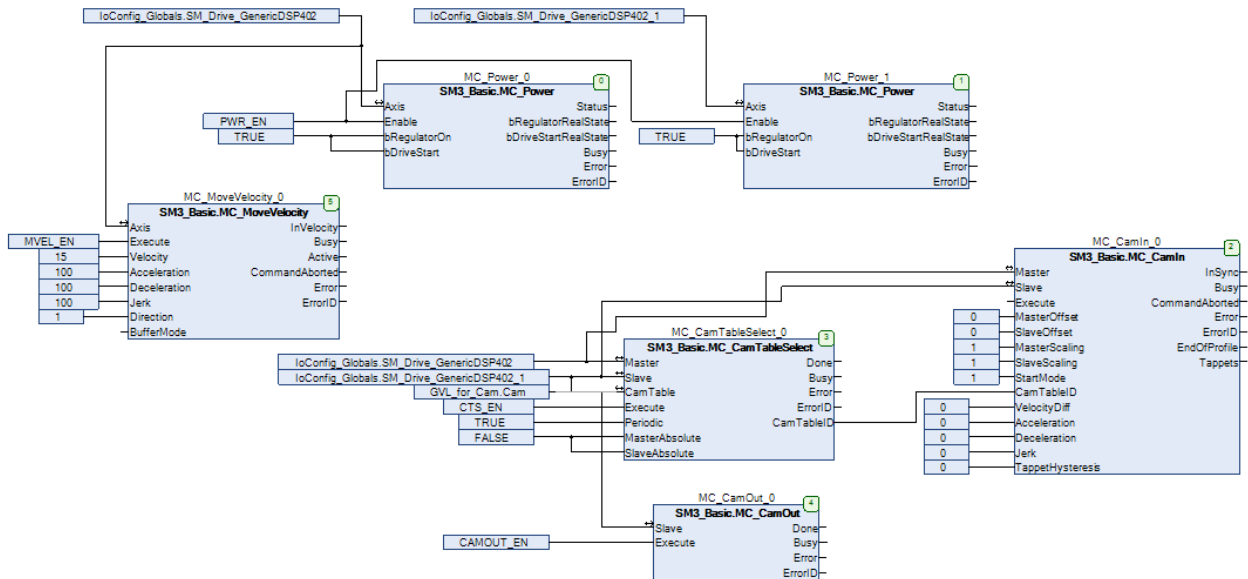 IoConfig_Globals.SM_Drive_GenericDSP402
IoConfig_Globals.SM_Drive_GenericDSP402_1
MC_Power_0
0
SM3_Basic.MC_Power
Axis
Status
PWR_EN
Enable
bRegulatorRealState
TRUE
bRegulatorOn
bDriveStartRealState
bDriveStart
Busy
Error
ErrorID
MC_Power_1
1
SM3_Basic.MC_Power
Axis
Status
Enable
bRegulatorRealState
TRUE
bRegulatorOn
bDriveStartRealState
bDriveStart
Busy
Error
ErrorID
MC_MoveVelocity_0
5
SM3_Basic.MC_MoveVelocity
Axis
InVelocity
MVEL_EN
Execute
Busy
15
Velocity
Active
100
Acceleration
CommandAborted
100
Deceleration
Error
100
Jerk
ErrorID
1
Direction
BufferMode
MC_CamIn_0
2
SM3_Basic.MC_CamIn
Master
InSync
Slave
Busy
Execute
CommandAborted
0
MasterOffset
Error
0
SlaveOffset
ErrorID
1
MasterScaling
EndOfProfile
1
SlaveScaling
Tappets
1
StartMode
CamTableID
0
VelocityDiff
0
Acceleration
0
Deceleration
0
Jerk
0
TappetHysteresis
MC_CamTableSelect_0
3
SM3_Basic.MC_CamTableSelect
IoConfig_Globals.SM_Drive_GenericDSP402
Master
Done
IoConfig_Globals.SM_Drive_GenericDSP402_1
Slave
Busy
GVL_for_Cam.Cam
CamTable
Error
CTS_EN
Execute
ErrorID
TRUE
Periodic
CamTableID
FALSE
MasterAbsolute
SlaveAbsolute
MC_CamOut_0
4
SM3_Basic.MC_CamOut
Slave
Done
CAMOUT_EN
Execute
Busy
Error
ErrorID